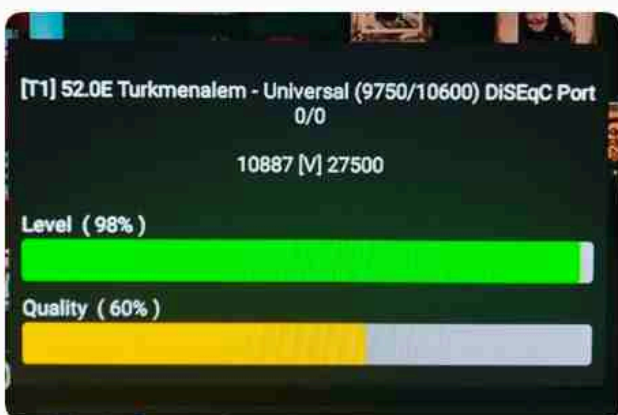 [T1] 52.0E Turkmenalem - Universal (9750/10600) DiSEqC Port
0/0
10887 [V] 27500
Level ( 98% )
Quality ( 60% )